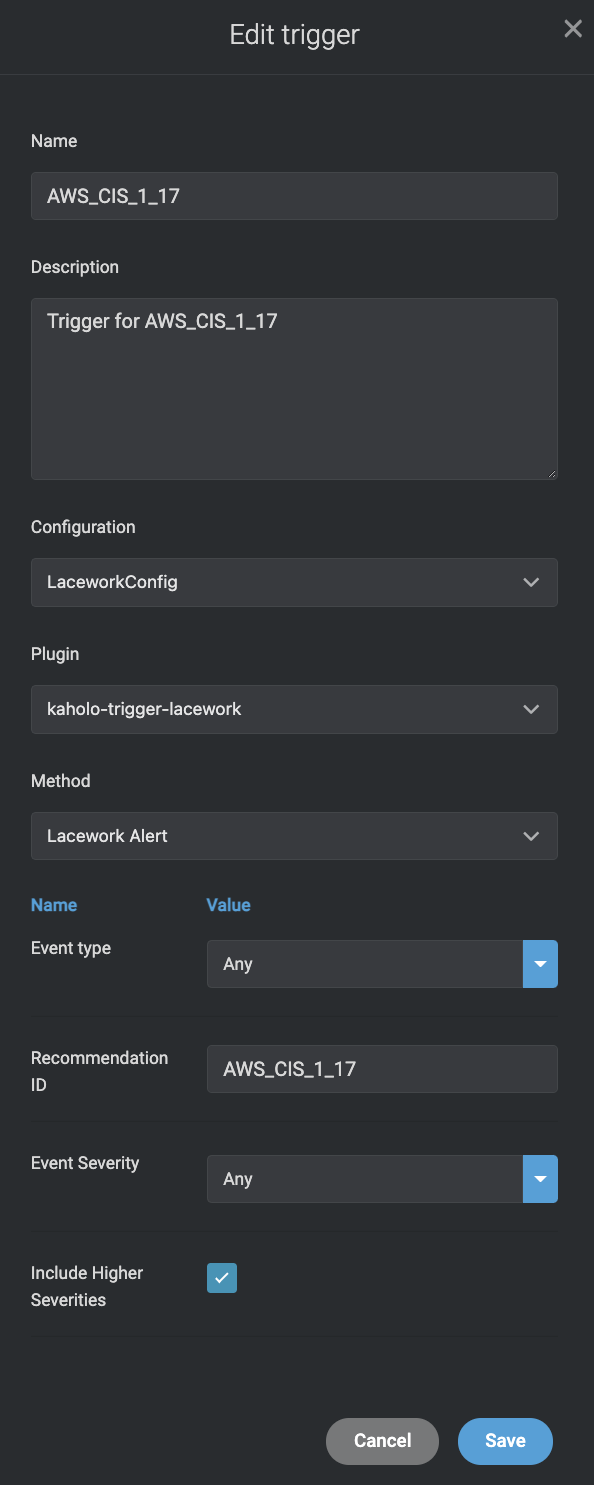 Edit trigger
Name
AWS_CIS_1_17
Description
Trigger for AWS_CIS_1_17
Configuration
LaceworkConfig
Plugin
kaholo-trigger-lacework
Method
Lacework Alert
Name Value
Event type Any
Recommendation
ID
AWS_CIS_1_17
Event Severity Any
Include Higher
Severities
Cancel Save